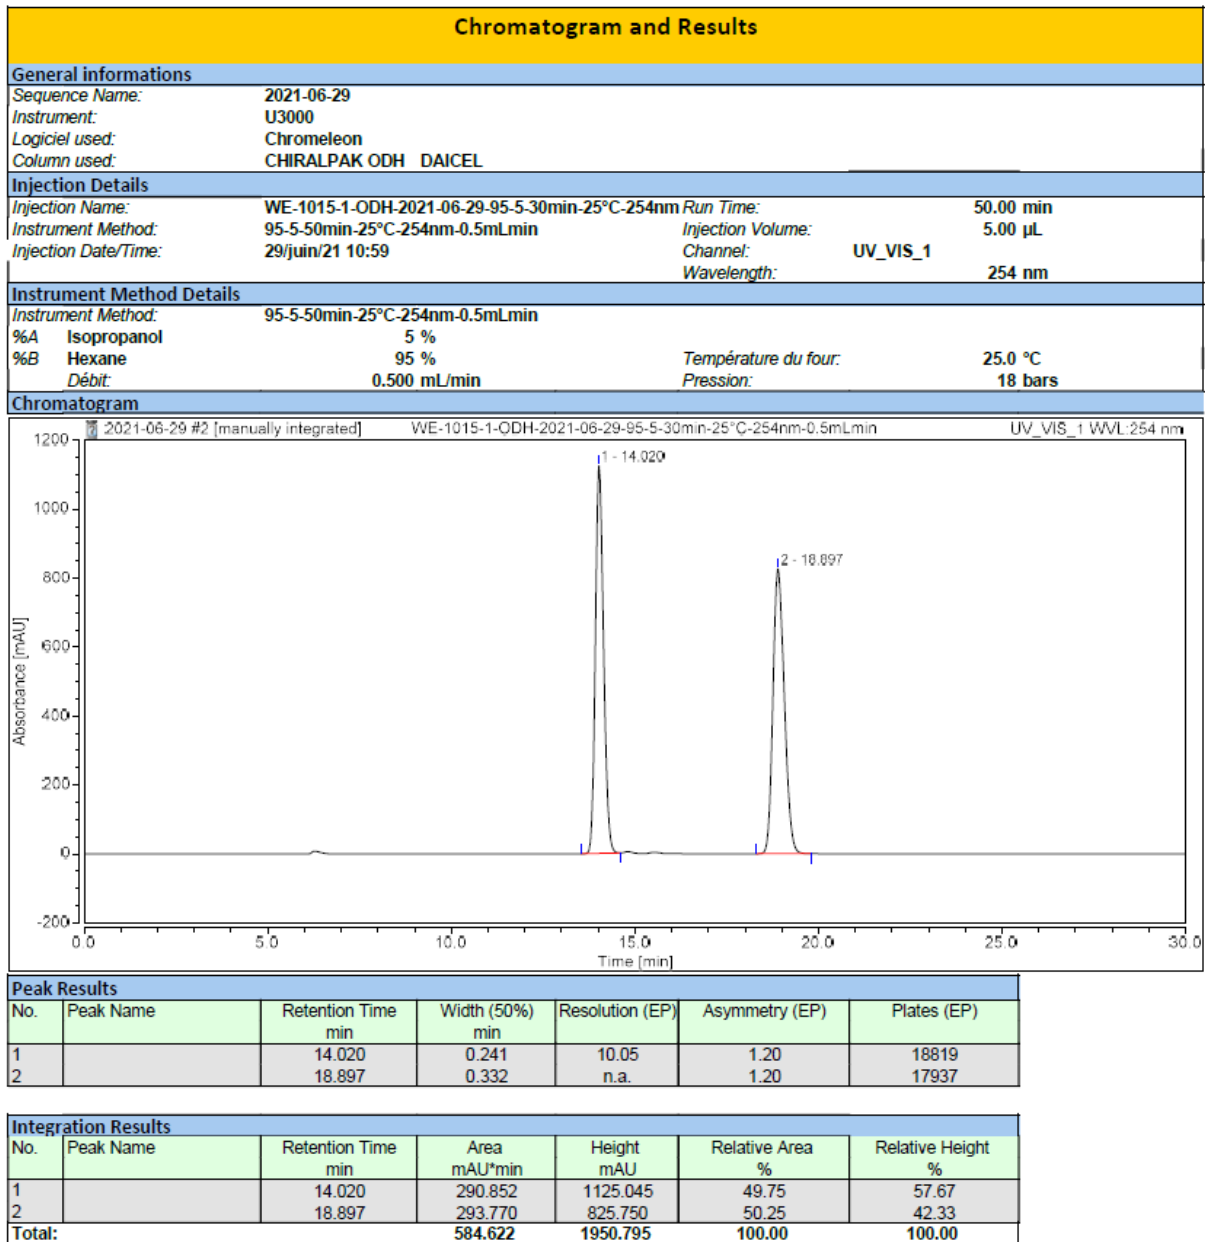 Chromatogram and Results
General informations
Sequence Name: 2021-06-29
Instrument: U3000
Logiciel used: Chromeleon
Column used: CHIRALPAK ODH DAICEL
Injection Details
Injection Name: WE-1015-1-ODH-2021-06-29-95-5-30min-25°C-254nm Run Time: 50.00 min
Instrument Method: 95-5-50min-25°C-254nm-0.5mLmin Injection Volume: 5.00 µL
Injection Date/Time: 29/juin/21 10:59 Channel: UV_VIS_1
Wavelength: 254 nm
Instrument Method Details
Instrument Method: 95-5-50min-25°C-254nm-0.5mLmin
%A Isopropanol 5 %
%B Hexane 95 % Température du four: 25.0 °C
Débit: 0.500 mL/min Pression: 18 bars
Chromatogram
2021-06-29 #2 [manually integrated] WE-1015-1-ODH-2021-06-29-95-5-30min-25°C-254nm-0.5mLmin UV_VIS_1 WVL:254 nm
1200
1 - 14.020
1000
2 - 18.897
800
600
Absorbance [mAU]
400
200
0
-200
0.0 5.0 10.0 15.0 20.0 25.0 30.0
Time [min]
Peak Results
No. Peak Name Retention Time Width (50%) Resolution (EP) Asymmetry (EP) Plates (EP)
min min
1 14.020 0.241 10.05 1.20 18819
2 18.897 0.332 n.a. 1.20 17937
Integration Results
No. Peak Name Retention Time Area Height Relative Area Relative Height
min mAU*min mAU % %
1 14.020 290.852 1125.045 49.75 57.67
2 18.897 293.770 825.750 50.25 42.33
Total: 584.622 1950.795 100.00 100.00